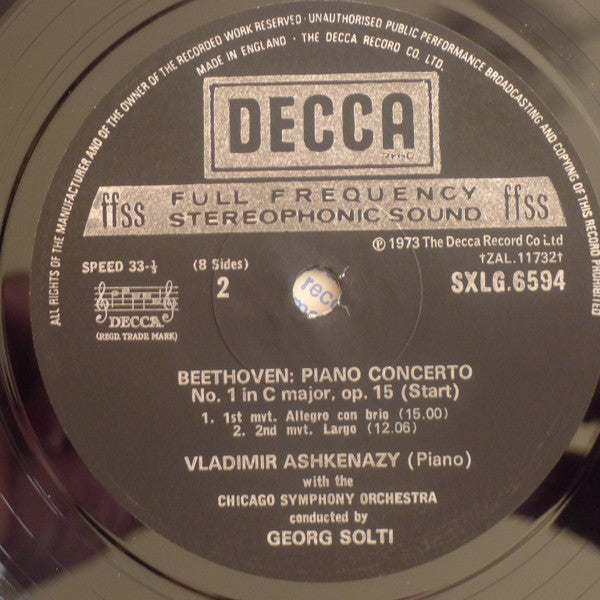 ALL RIGHTS OF THE MANUFACTURER AND OF THE OWNER OF THE RECORDED WORK RESERVED · UNAUTHORISED PUBLIC PERFORMANCE BROADCASTING AND COPYING OF THIS RECORD PROHIBITED
MADE IN ENGLAND · THE DECCA RECORD CO. LTD.
DECCA
ffss FULL FREQUENCY ffss
STEREOPHONIC SOUND
Ⓟ 1973 The Decca Record Co Ltd
†ZAL.11732†
SPEED 33-⅓ (8 Sides) SXLG.6594
2
DECCA
(REGD. TRADE MARK)
BEETHOVEN: PIANO CONCERTO
No. 1 in C major, op. 15 (Start)
1. 1st mvt. Allegro con brio (15.00)
2. 2nd mvt. Largo (12.06)
VLADIMIR ASHKENAZY (Piano)
with the
CHICAGO SYMPHONY ORCHESTRA
conducted by
GEORG SOLTI